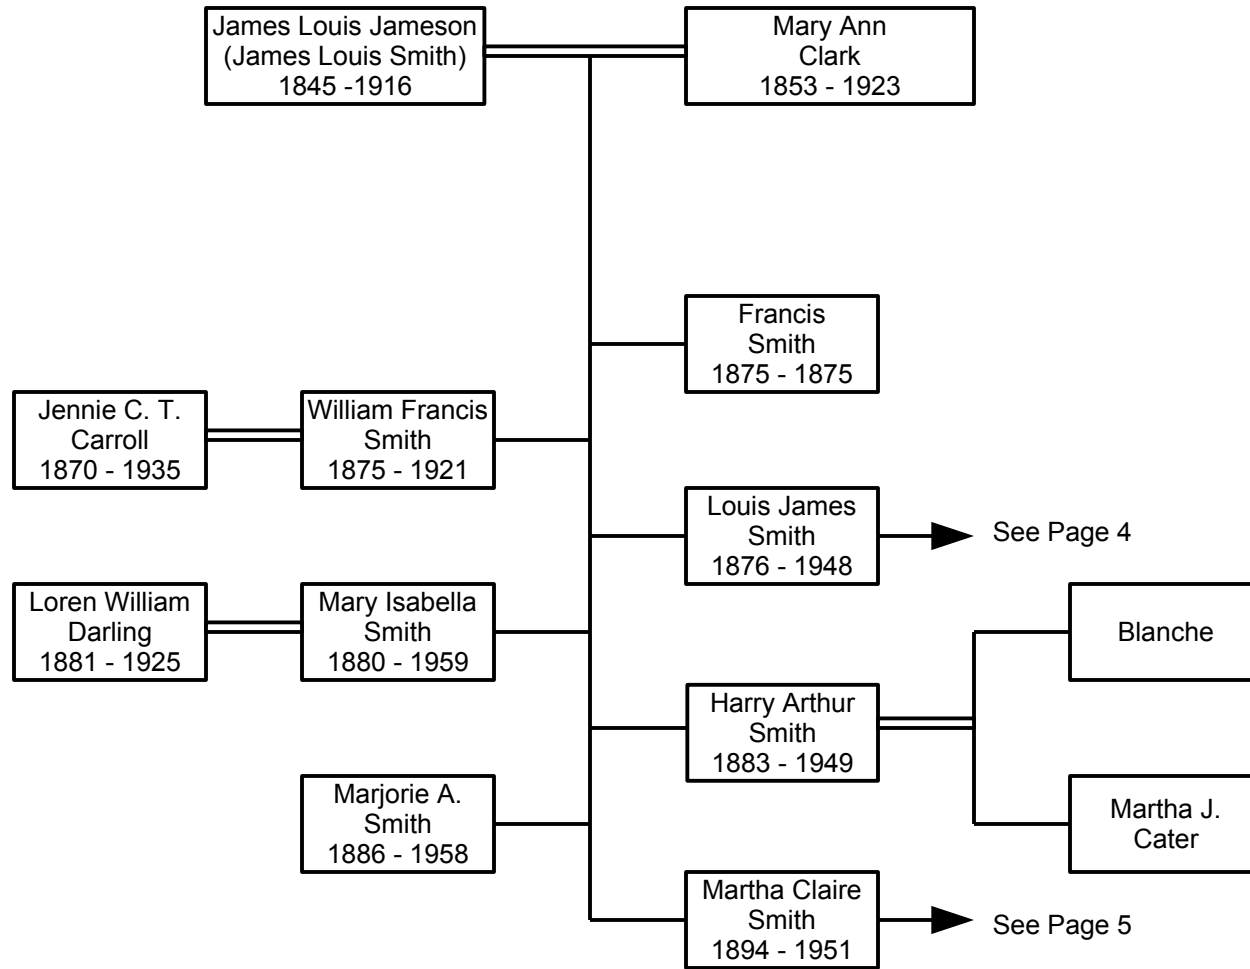 James Louis Jameson
(James Louis Smith)
1845 -1916
Mary Ann
Clark
1853 - 1923
Francis
Smith
1875 - 1875
Jennie C. T.
Carroll
1870 - 1935
William Francis
Smith
1875 - 1921
Louis James
Smith
1876 - 1948
See Page 4
Loren William
Darling
1881 - 1925
Mary Isabella
Smith
1880 - 1959
Blanche
Harry Arthur
Smith
1883 - 1949
Marjorie A.
Smith
1886 - 1958
Martha J.
Cater
Martha Claire
Smith
1894 - 1951
See Page 5